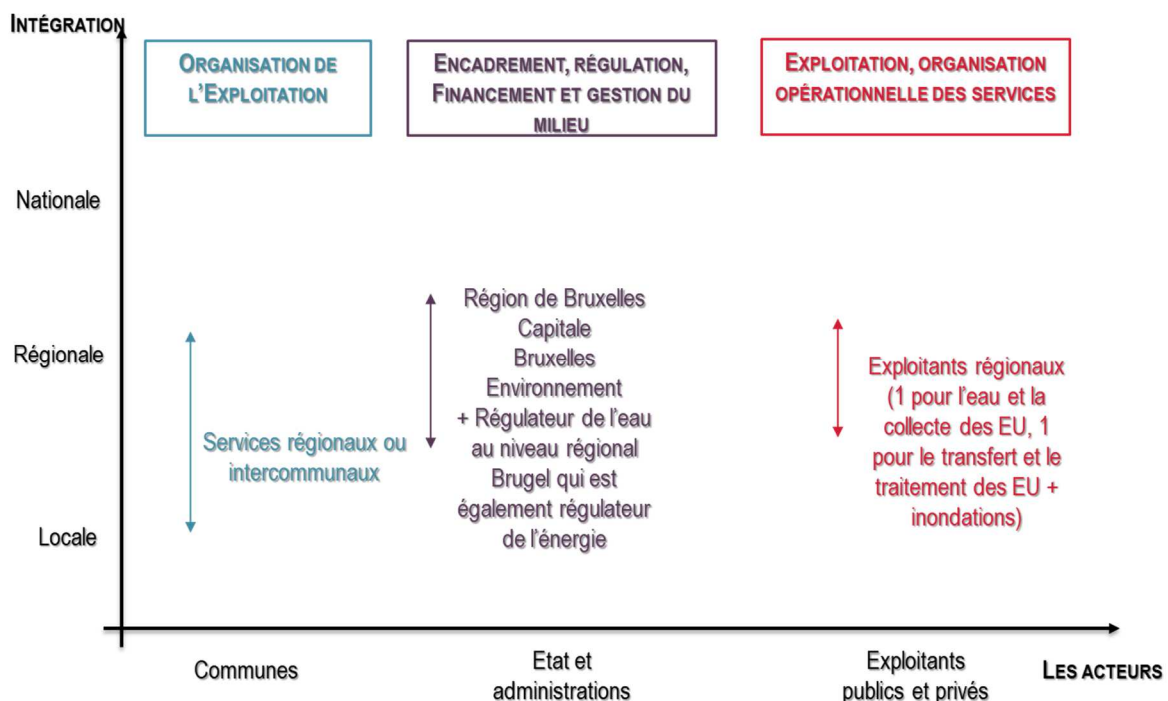 INTÉGRATION
ORGANISATION DE
L'EXPLOITATION
ENCADREMENT, RÉGULATION,
FINANCEMENT ET GESTION DU
MILIEU
EXPLOITATION, ORGANISATION
OPÉRATIONNELLE DES SERVICES
Nationale
Régionale
Locale
Services régionaux ou
intercommunaux
Région de Bruxelles
Capitale
Bruxelles
Environnement
+ Régulateur de l'eau
au niveau régional
Brugel qui est
également régulateur
de l'énergie
Exploitants régionaux
(1 pour l'eau et la
collecte des EU, 1
pour le transfert et le
traitement des EU +
inondations)
Communes
Etat et
administrations
Exploitants
publics et privés
LES ACTEURS